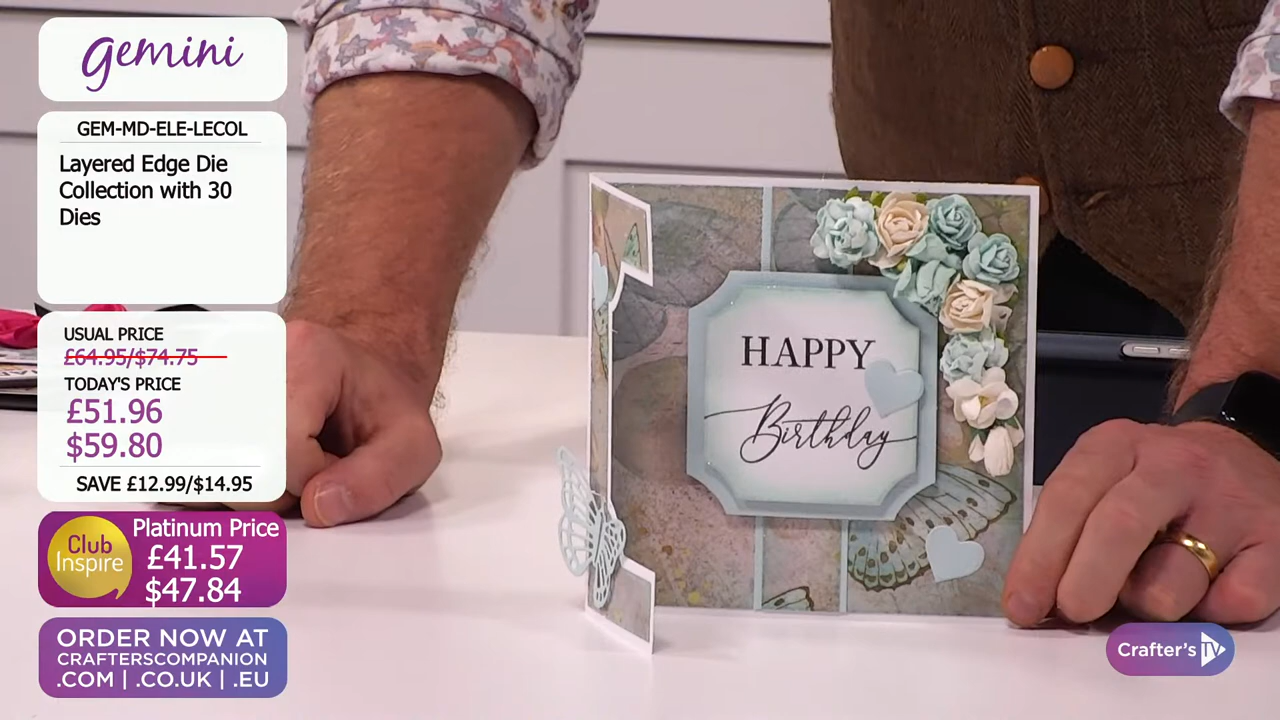 gemini
GEM-MD-ELE-LECOL
Layered Edge Die
Collection with 30
Dies
USUAL PRICE
£64.95/$74.75
TODAY'S PRICE
£51.96
$59.80
SAVE £12.99/$14.95
Club
Inspire
Platinum Price
£41.57
$47.84
ORDER NOW AT
CRAFTERSCOMPANION
.COM | .CO.UK | .EU
HAPPY
Birthday
Crafter's TV